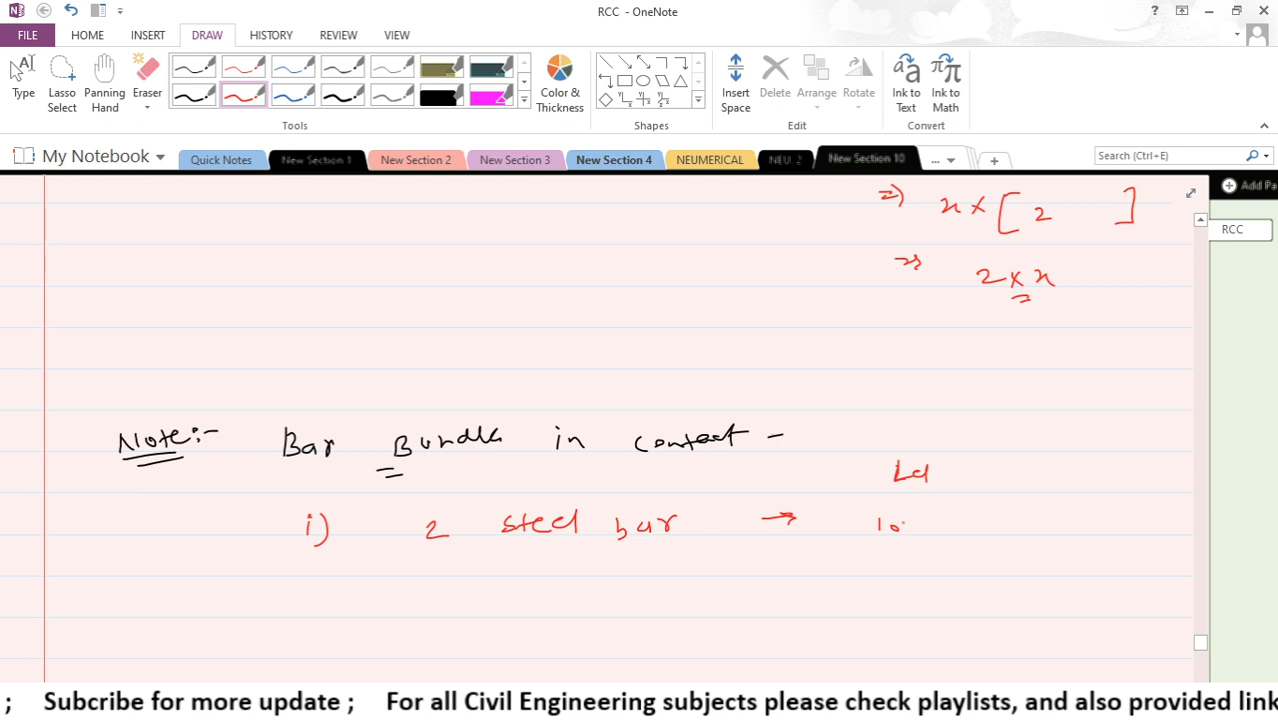 RCC - OneNote
FILE HOME INSERT DRAW HISTORY REVIEW VIEW
Type Lasso Select Panning Hand Eraser Color & Thickness Insert Space Delete Arrange Rotate Ink to Text Ink to Math
Tools Shapes Edit Convert
My Notebook Quick Notes New Section 1 New Section 2 New Section 3 New Section 4 NEUMERICAL NEU. 2 New Section 10 ... + Search (Ctrl+E)
Add Pa
RCC
⇒) x × [ 2 ]
⇒ 2 × x
Note:- Bar Bundle in contact -
Ld
i) 2 steel bar → 10
; Subcribe for more update ; For all Civil Engineering subjects please check playlists, and also provided link